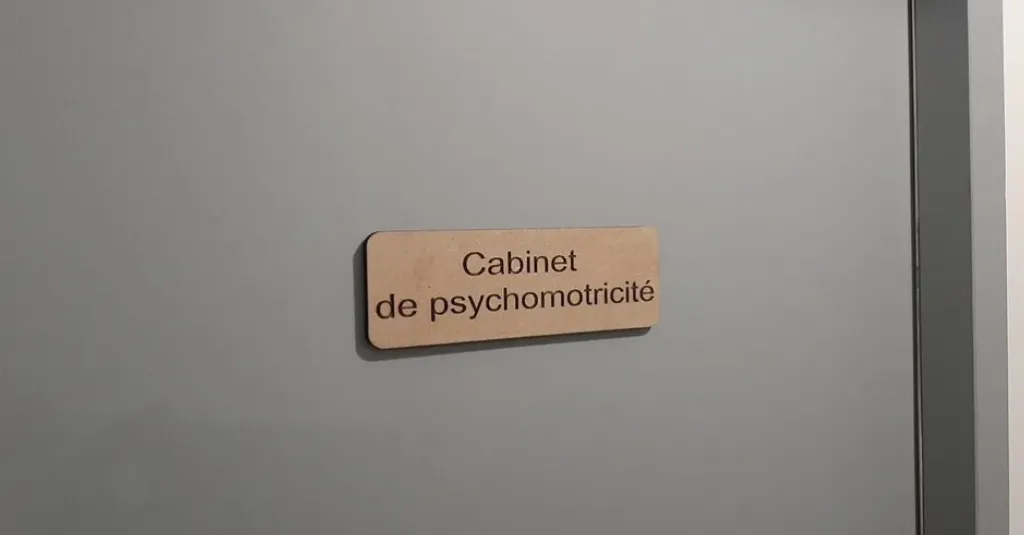 Cabinet
de psychomotricité